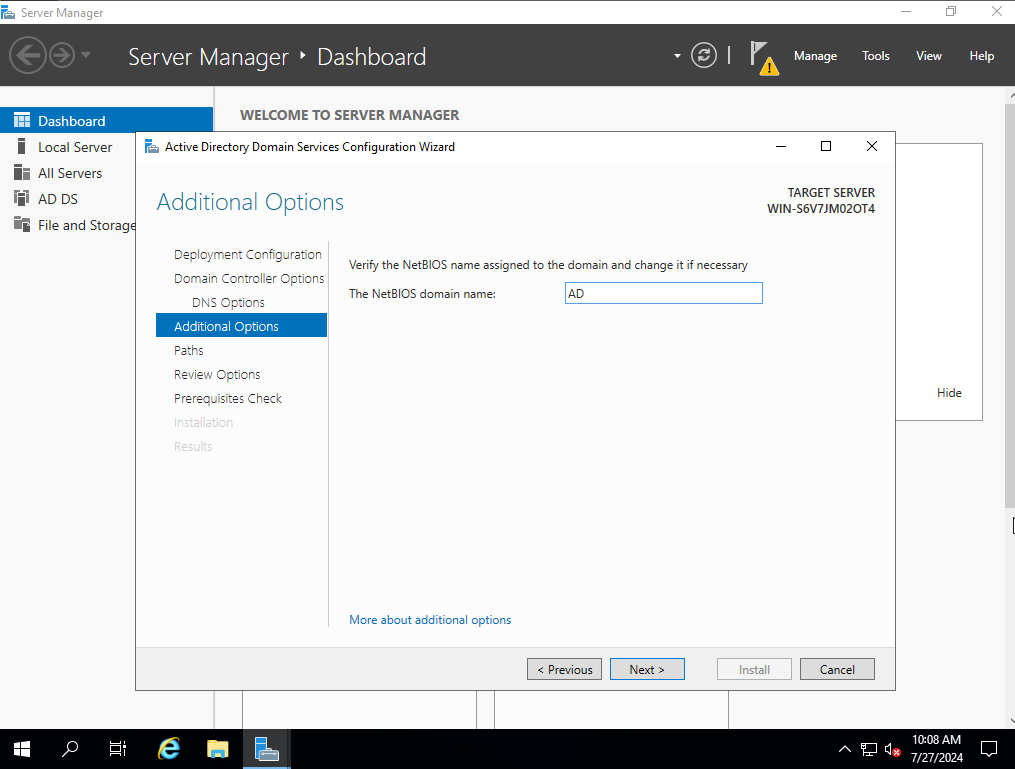 Server Manager
Server Manager ‣ Dashboard
Manage Tools View Help
Dashboard
Local Server
All Servers
AD DS
File and Storage
WELCOME TO SERVER MANAGER
Active Directory Domain Services Configuration Wizard
Additional Options
TARGET SERVER
WIN-S6V7JM02OT4
Deployment Configuration
Domain Controller Options
DNS Options
Additional Options
Paths
Review Options
Prerequisites Check
Installation
Results
Verify the NetBIOS name assigned to the domain and change it if necessary
The NetBIOS domain name: AD
More about additional options
Hide
< Previous Next > Install Cancel
10:08 AM
7/27/2024